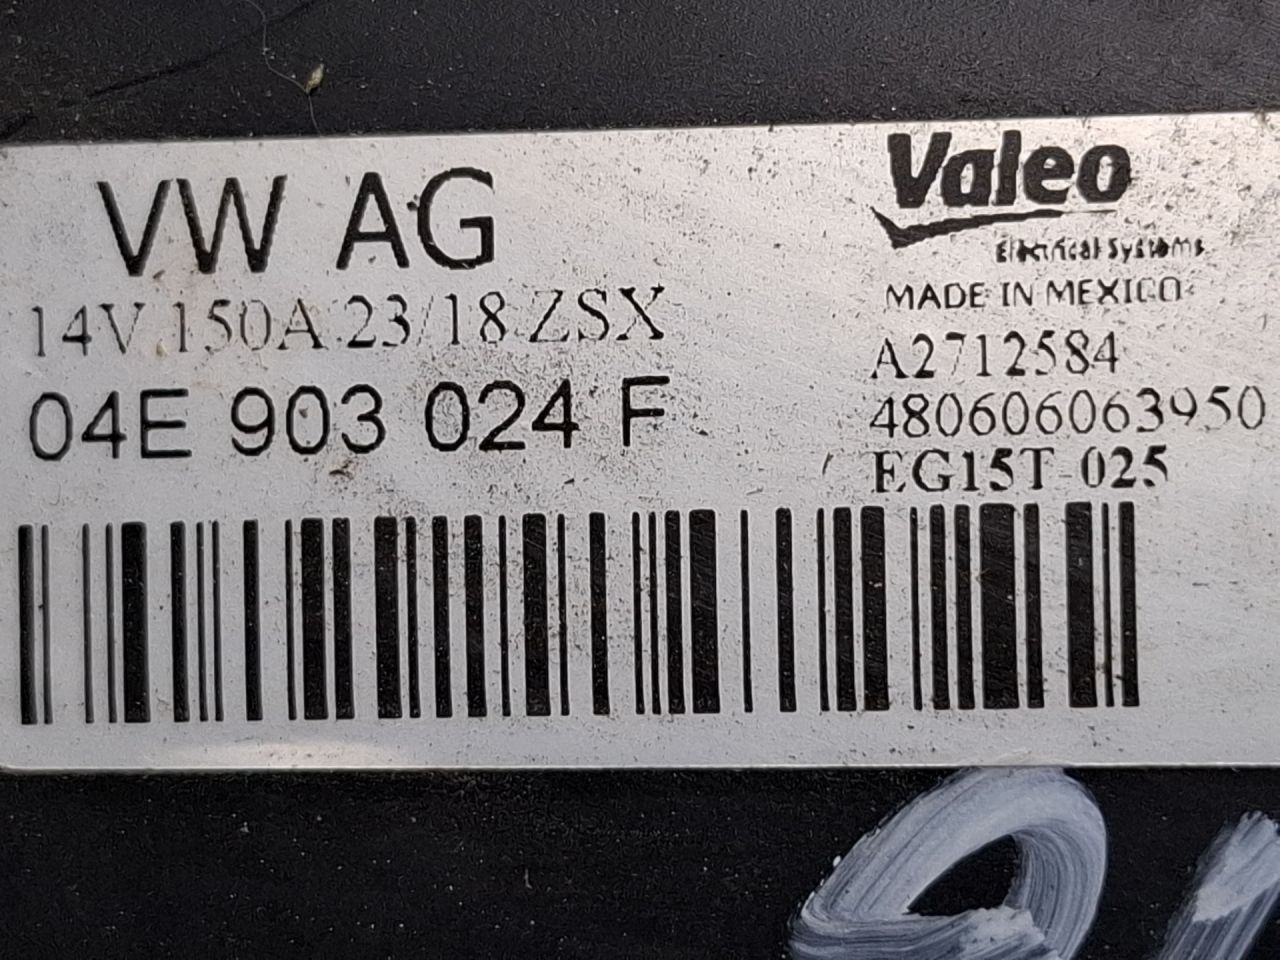 VW AG
14V 150A 23/18 ZSX
04E 903 024 F
Valeo
Electrical Systems
MADE IN MEXICO
A2712584
480606063950
EG15T-025